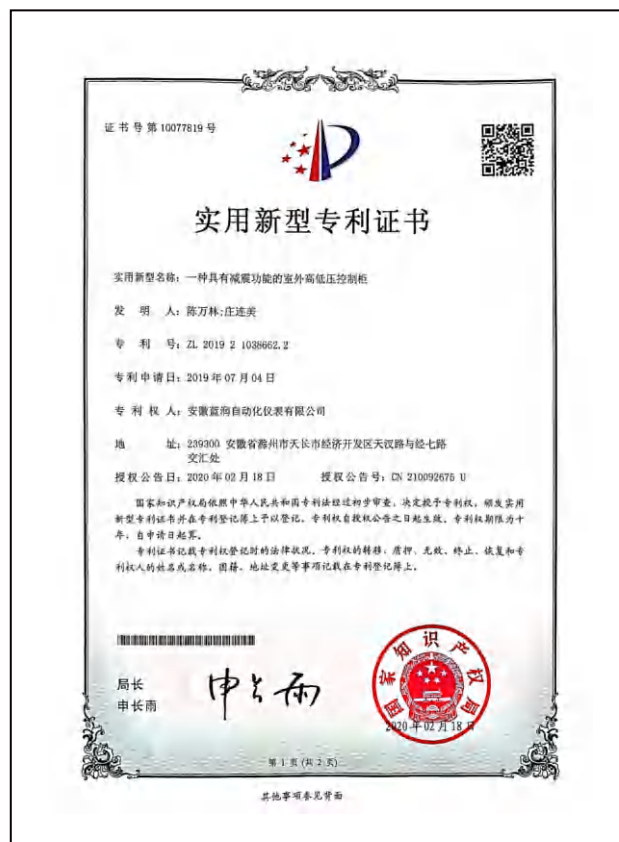 证书号第10077819号
实用新型专利证书
实用新型名称：一种具有减震功能的室外高低压控制柜
发 明 人：陈万林;庄连美
专 利 号：ZL 2019 2 1038662.2
专利申请日：2019年07月04日
专 利 权 人：安徽蓝润自动化仪表有限公司
地 址：239300 安徽省滁州市天长市经济开发区天汉路与经七路
交汇处
授权公告日：2020年02月18日 授权公告号：CN 210092675 U
国家知识产权局依照中华人民共和国专利法经过初步审查，决定授予专利权，颁发实用
新型专利证书并在专利登记簿上予以登记。专利权自授权公告之日起生效。专利权期限为十
年，自申请日起算。
专利证书记载专利权登记时的法律状况。专利权的转移、质押、无效、终止、恢复和专
利权人的姓名或名称、国籍、地址变更等事项记载在专利登记簿上。
局长
申长雨
申长雨
国家知识产权局
2020年02月18日
第 1 页 (共 2 页)
其他事项参见背面